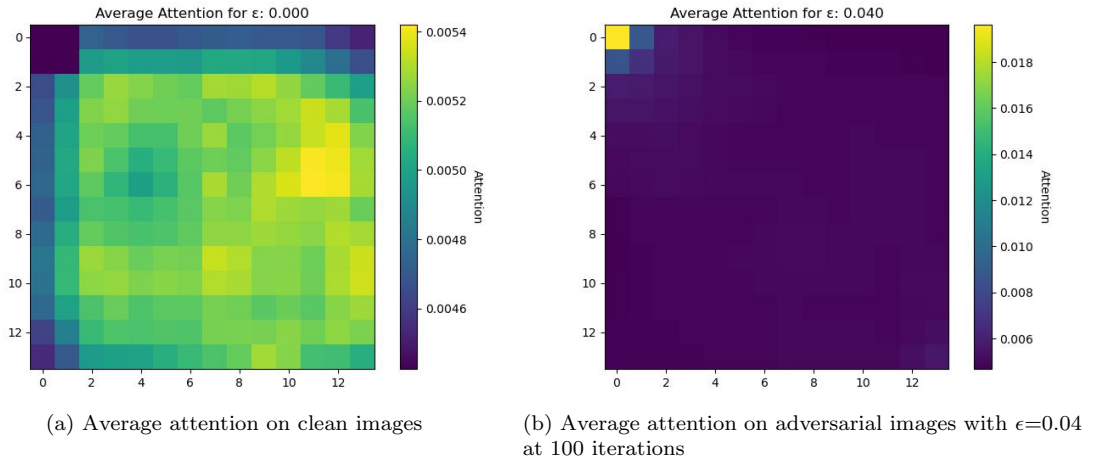 Average Attention for ε: 0.000
0
2
4
6
8
10
12
0 2 4 6 8 10 12
0.0054
0.0052
0.0050
0.0048
0.0046
Attention
(a) Average attention on clean images
Average Attention for ε: 0.040
0
2
4
6
8
10
12
0 2 4 6 8 10 12
0.018
0.016
0.014
0.012
0.010
0.008
0.006
Attention
(b) Average attention on adversarial images with ϵ=0.04
at 100 iterations